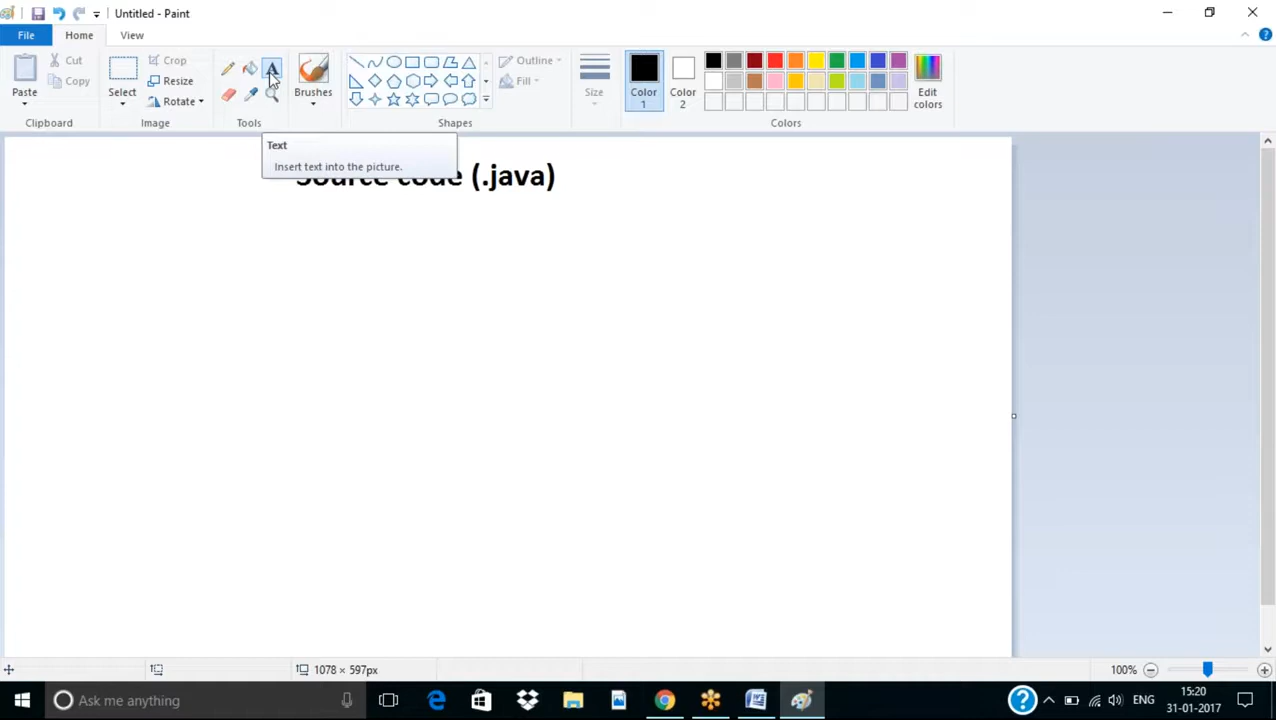 Untitled - Paint
File
Home
View
Paste
Cut
Copy
Clipboard
Select
Crop
Resize
Rotate
Image
A
Tools
Brushes
Shapes
Outline
Fill
Size
Color 1
Color 2
Edit colors
Colors
Text
Insert text into the picture.
Source code (.java)
1078 × 597px
100%
Ask me anything
ENG
15:20
31-01-2017